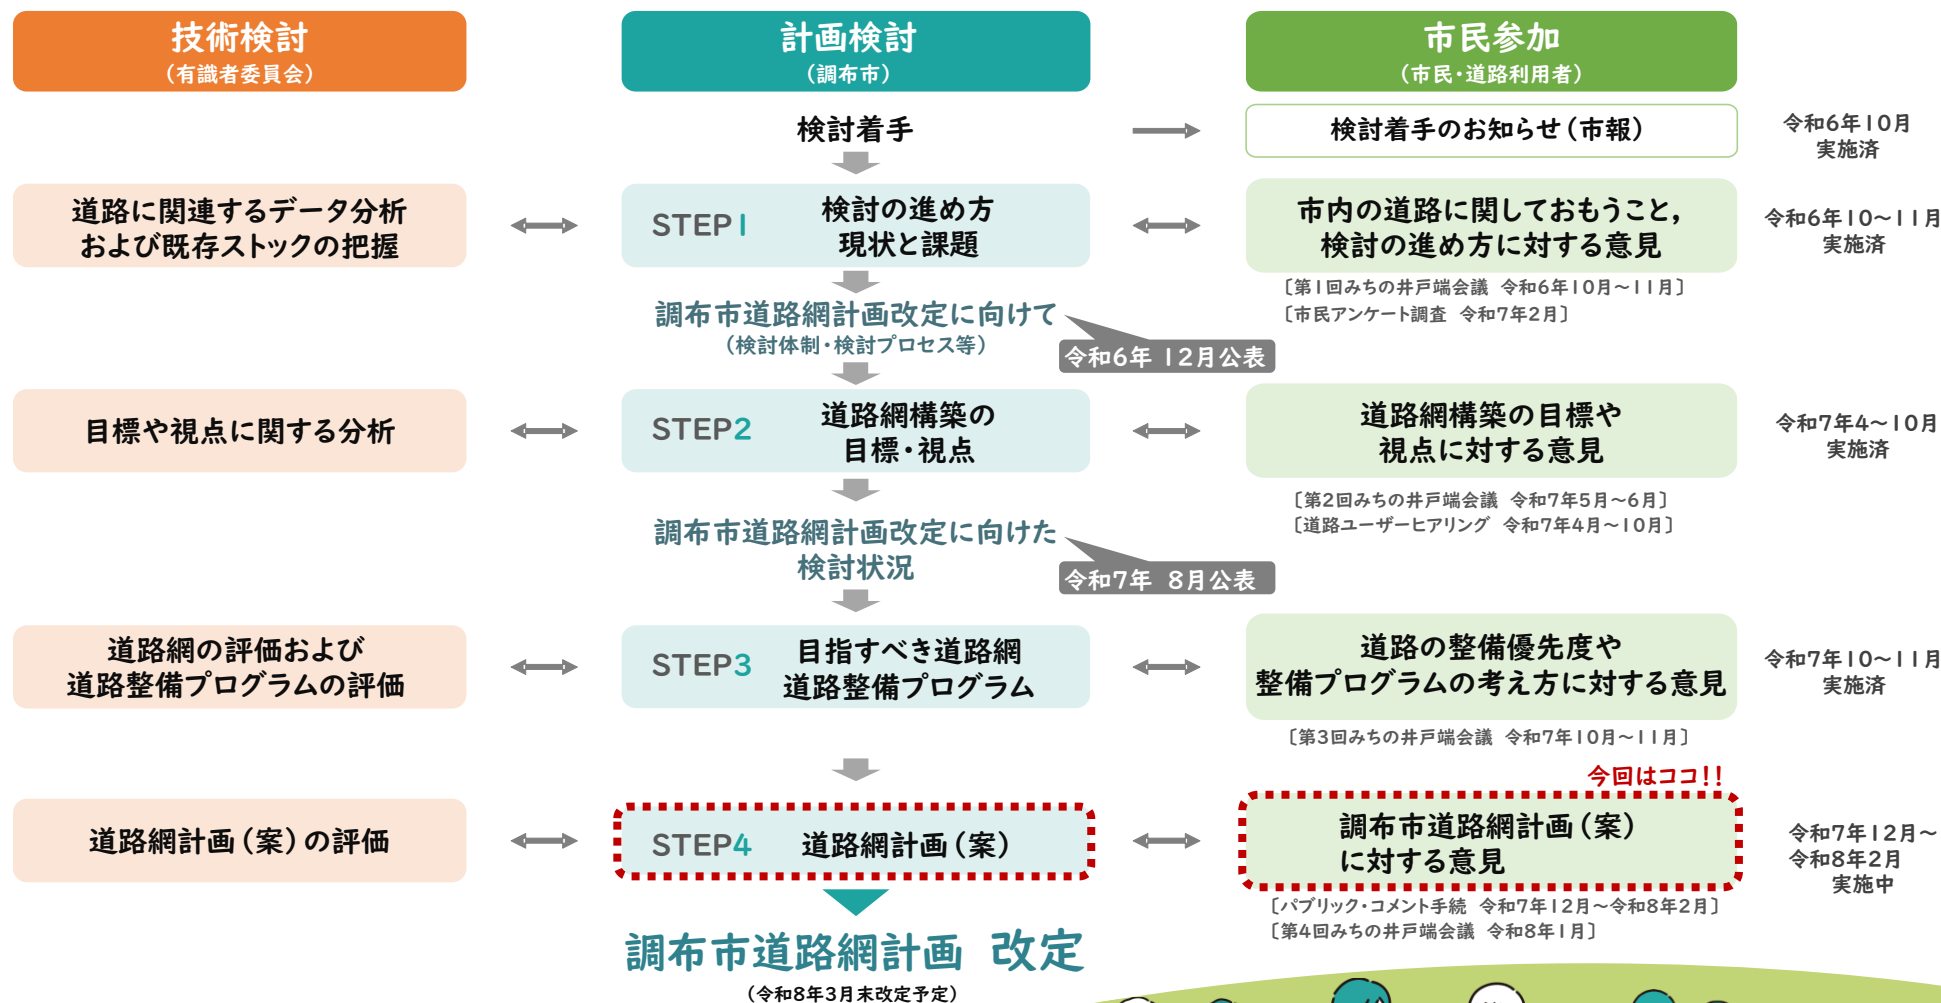 技術検討
（有識者委員会）
計画検討
（調布市）
市民参加
（市民・道路利用者）
検討着手
検討着手のお知らせ（市報）
令和6年10月
実施済
道路に関連するデータ分析
および既存ストックの把握
STEP1
検討の進め方
現状と課題
市内の道路に関しておもうこと，
検討の進め方に対する意見
令和6年10～11月
実施済
〔第1回みちの井戸端会議 令和6年10月～11月〕
〔市民アンケート調査 令和7年2月〕
調布市道路網計画改定に向けて
（検討体制・検討プロセス等）
令和6年 12月公表
目標や視点に関する分析
STEP2
道路網構築の
目標・視点
道路網構築の目標や
視点に対する意見
令和7年4～10月
実施済
〔第2回みちの井戸端会議 令和7年5月～6月〕
〔道路ユーザーヒアリング 令和7年4月～10月〕
調布市道路網計画改定に向けた
検討状況
令和7年 8月公表
道路網の評価および
道路整備プログラムの評価
STEP3
目指すべき道路網
道路整備プログラム
道路の整備優先度や
整備プログラムの考え方に対する意見
令和7年10～11月
実施済
〔第3回みちの井戸端会議 令和7年10月～11月〕
今回はココ！！
道路網計画（案）の評価
STEP4
道路網計画（案）
調布市道路網計画（案）
に対する意見
令和7年12月～
令和8年2月
実施中
〔パブリック・コメント手続 令和7年12月～令和8年2月〕
〔第4回みちの井戸端会議 令和8年1月〕
調布市道路網計画 改定
（令和8年3月末改定予定）